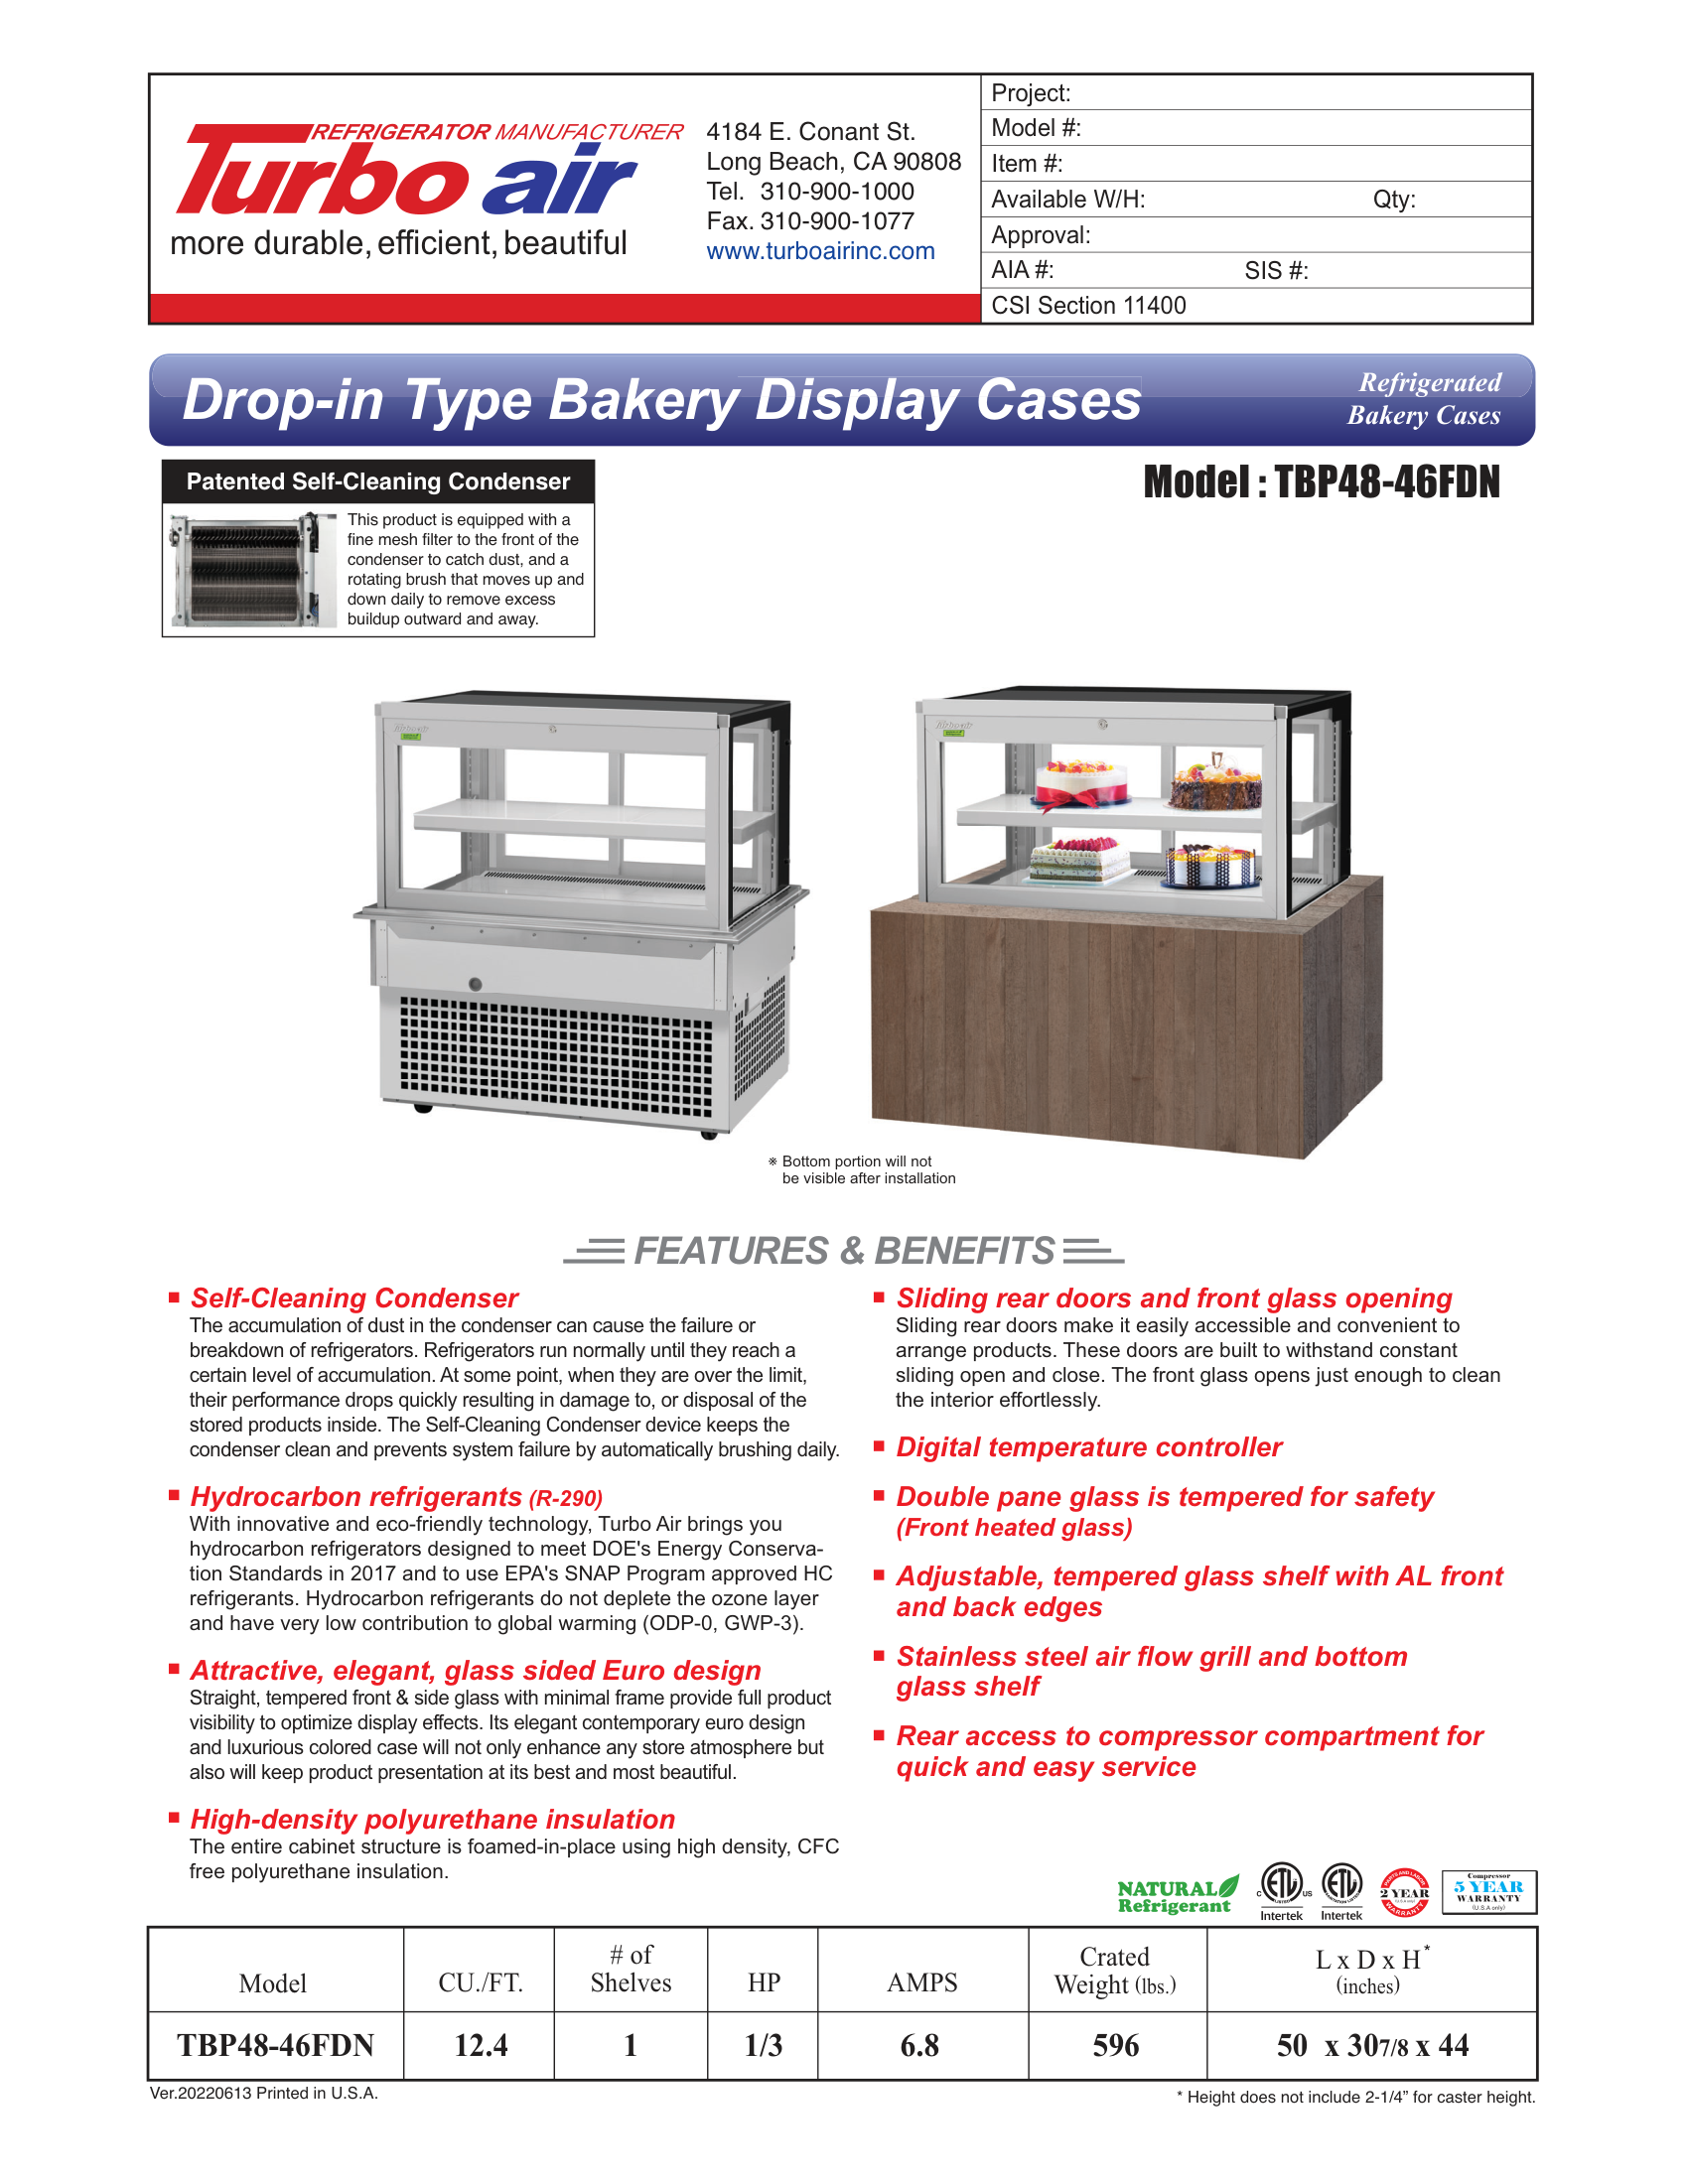 REFRIGERATOR MANUFACTURER
Turbo air
more durable, efficient, beautiful
4184 E. Conant St.
Long Beach, CA 90808
Tel. 310-900-1000
Fax. 310-900-1077
www.turboairinc.com
Project:
Model #:
Item #:
Available W/H: Qty:
Approval:
AIA #: SIS #:
CSI Section 11400
Drop-in Type Bakery Display Cases
Refrigerated
Bakery Cases
Patented Self-Cleaning Condenser
This product is equipped with a
fine mesh filter to the front of the
condenser to catch dust, and a
rotating brush that moves up and
down daily to remove excess
buildup outward and away.
Model : TBP48-46FDN
Turbo air
Turbo air
※ Bottom portion will not
be visible after installation
FEATURES & BENEFITS
■ Self-Cleaning Condenser
The accumulation of dust in the condenser can cause the failure or
breakdown of refrigerators. Refrigerators run normally until they reach a
certain level of accumulation. At some point, when they are over the limit,
their performance drops quickly resulting in damage to, or disposal of the
stored products inside. The Self-Cleaning Condenser device keeps the
condenser clean and prevents system failure by automatically brushing daily.
■ Hydrocarbon refrigerants (R-290)
With innovative and eco-friendly technology, Turbo Air brings you
hydrocarbon refrigerators designed to meet DOE's Energy Conserva-
tion Standards in 2017 and to use EPA's SNAP Program approved HC
refrigerants. Hydrocarbon refrigerants do not deplete the ozone layer
and have very low contribution to global warming (ODP-0, GWP-3).
■ Attractive, elegant, glass sided Euro design
Straight, tempered front & side glass with minimal frame provide full product
visibility to optimize display effects. Its elegant contemporary euro design
and luxurious colored case will not only enhance any store atmosphere but
also will keep product presentation at its best and most beautiful.
■ High-density polyurethane insulation
The entire cabinet structure is foamed-in-place using high density, CFC
free polyurethane insulation.
■ Sliding rear doors and front glass opening
Sliding rear doors make it easily accessible and convenient to
arrange products. These doors are built to withstand constant
sliding open and close. The front glass opens just enough to clean
the interior effortlessly.
■ Digital temperature controller
■ Double pane glass is tempered for safety
(Front heated glass)
■ Adjustable, tempered glass shelf with AL front
and back edges
■ Stainless steel air flow grill and bottom
glass shelf
■ Rear access to compressor compartment for
quick and easy service
NATURAL
Refrigerant
C ETL US
LISTED
Intertek
ETL
Intertek
PARTS AND LABOR
2 YEAR
(U.S.A only)
WARRANTY
Compressor
5 YEAR
WARRANTY
(U.S.A only)
Model CU./FT. # of Shelves HP AMPS Crated Weight (lbs.) L x D x H* (inches)
TBP48-46FDN 12.4 1 1/3 6.8 596 50 x 307/8 x 44
Ver.20220613 Printed in U.S.A.
* Height does not include 2-1/4” for caster height.